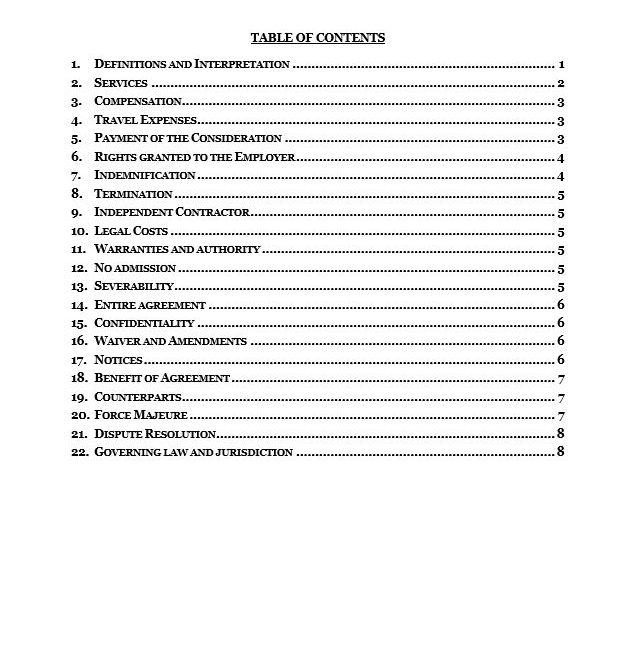 TABLE OF CONTENTS
1. DEFINITIONS AND INTERPRETATION ........................................ 1
2. SERVICES ........................................ 2
3. COMPENSATION........................................ 3
4. TRAVEL EXPENSES........................................ 3
5. PAYMENT OF THE CONSIDERATION ........................................ 3
6. RIGHTS GRANTED TO THE EMPLOYER........................................ 4
7. INDEMNIFICATION ........................................ 4
8. TERMINATION ........................................ 5
9. INDEPENDENT CONTRACTOR........................................ 5
10. LEGAL COSTS ........................................ 5
11. WARRANTIES AND AUTHORITY ........................................ 5
12. NO ADMISSION ........................................ 5
13. SEVERABILITY........................................ 5
14. ENTIRE AGREEMENT ........................................ 6
15. CONFIDENTIALITY ........................................ 6
16. WAIVER AND AMENDMENTS ........................................ 6
17. NOTICES........................................ 6
18. BENEFIT OF AGREEMENT........................................ 7
19. COUNTERPARTS........................................ 7
20. FORCE MAJEURE ........................................ 7
21. DISPUTE RESOLUTION........................................ 8
22. GOVERNING LAW AND JURISDICTION ........................................ 8